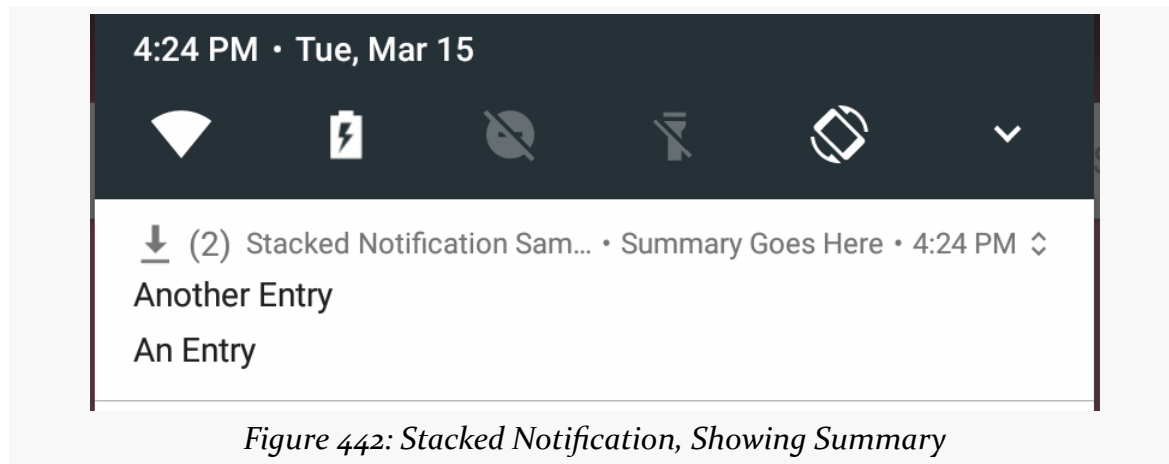 4:24 PM • Tue, Mar 15
(2) Stacked Notification Sam... • Summary Goes Here • 4:24 PM
Another Entry
An Entry
Figure 442: Stacked Notification, Showing Summary